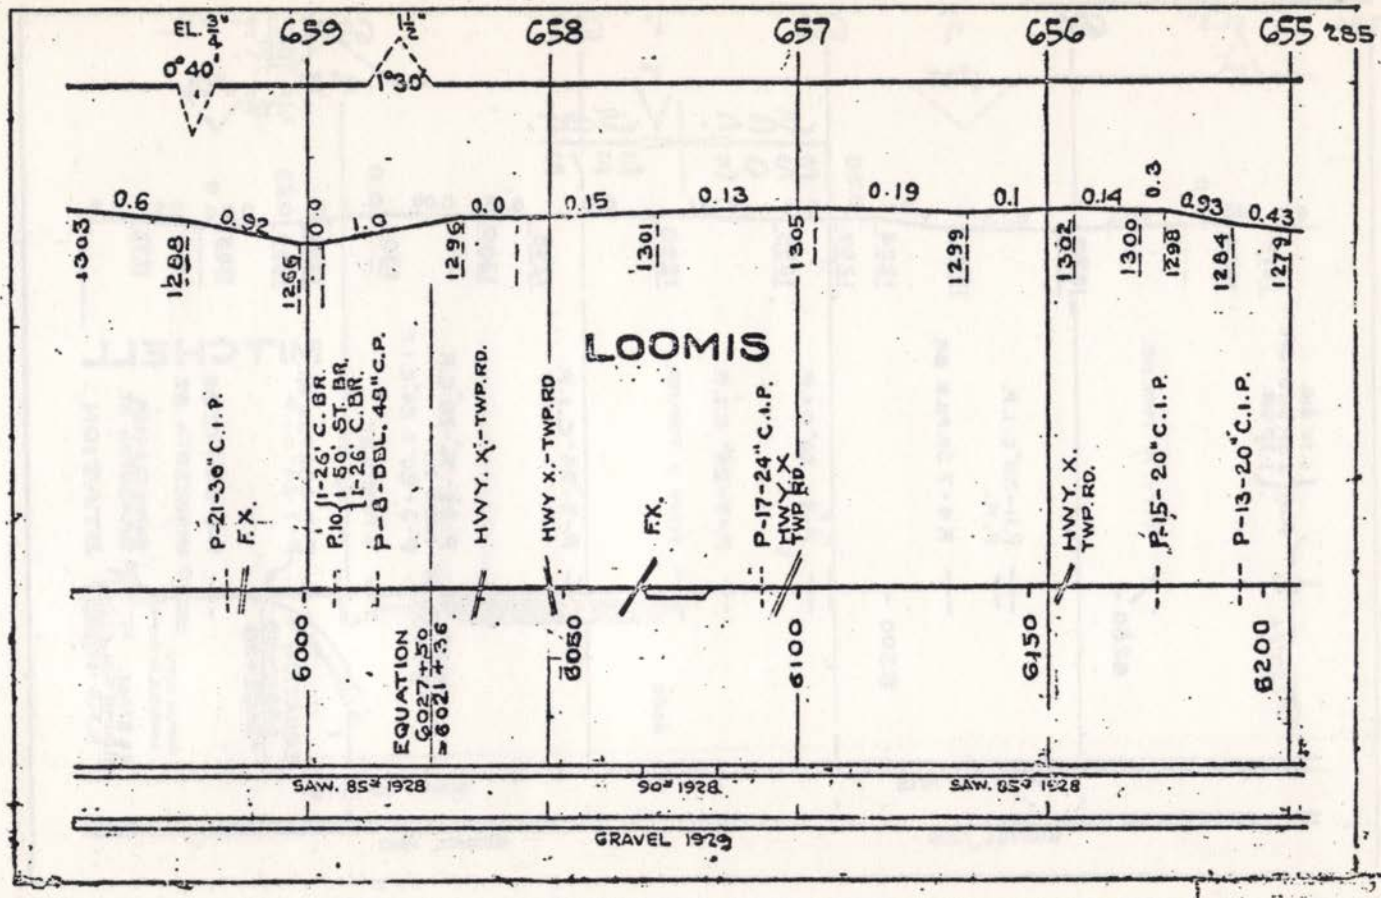 EL. 3/4" 659 1 1/2" 658 657 656 655 285
0°40' 1°30'
0.6 0.92 0.0 1.0 0.0 0.15 0.13 0.19 0.1 0.14 0.3 0.93 0.43
1303 1288 1266 1296 1301 1305 1299 1302 1300 1298 1284 1279
LOOMIS
P-21-30" C.I.P.
F.X.
P.10 {1-26' C. BR.
1 50' ST. BR.
1-26' C. BR.
P-8-DBL. 48" C.P.
HWY. X.-TWP.RD.
HWY X.-TWP.RD
F.X.
P-17-24" C.I.P.
HWY X
TWP RD.
HWY. X.
TWP. RD.
P-15-20" C.I.P.
P-13-20" C.I.P.
6000
EQUATION
6027+50
=6021+36
6050 6100 6150 6200
SAW. 85# 1928 90# 1928 SAW. 85# 1928
GRAVEL 1929